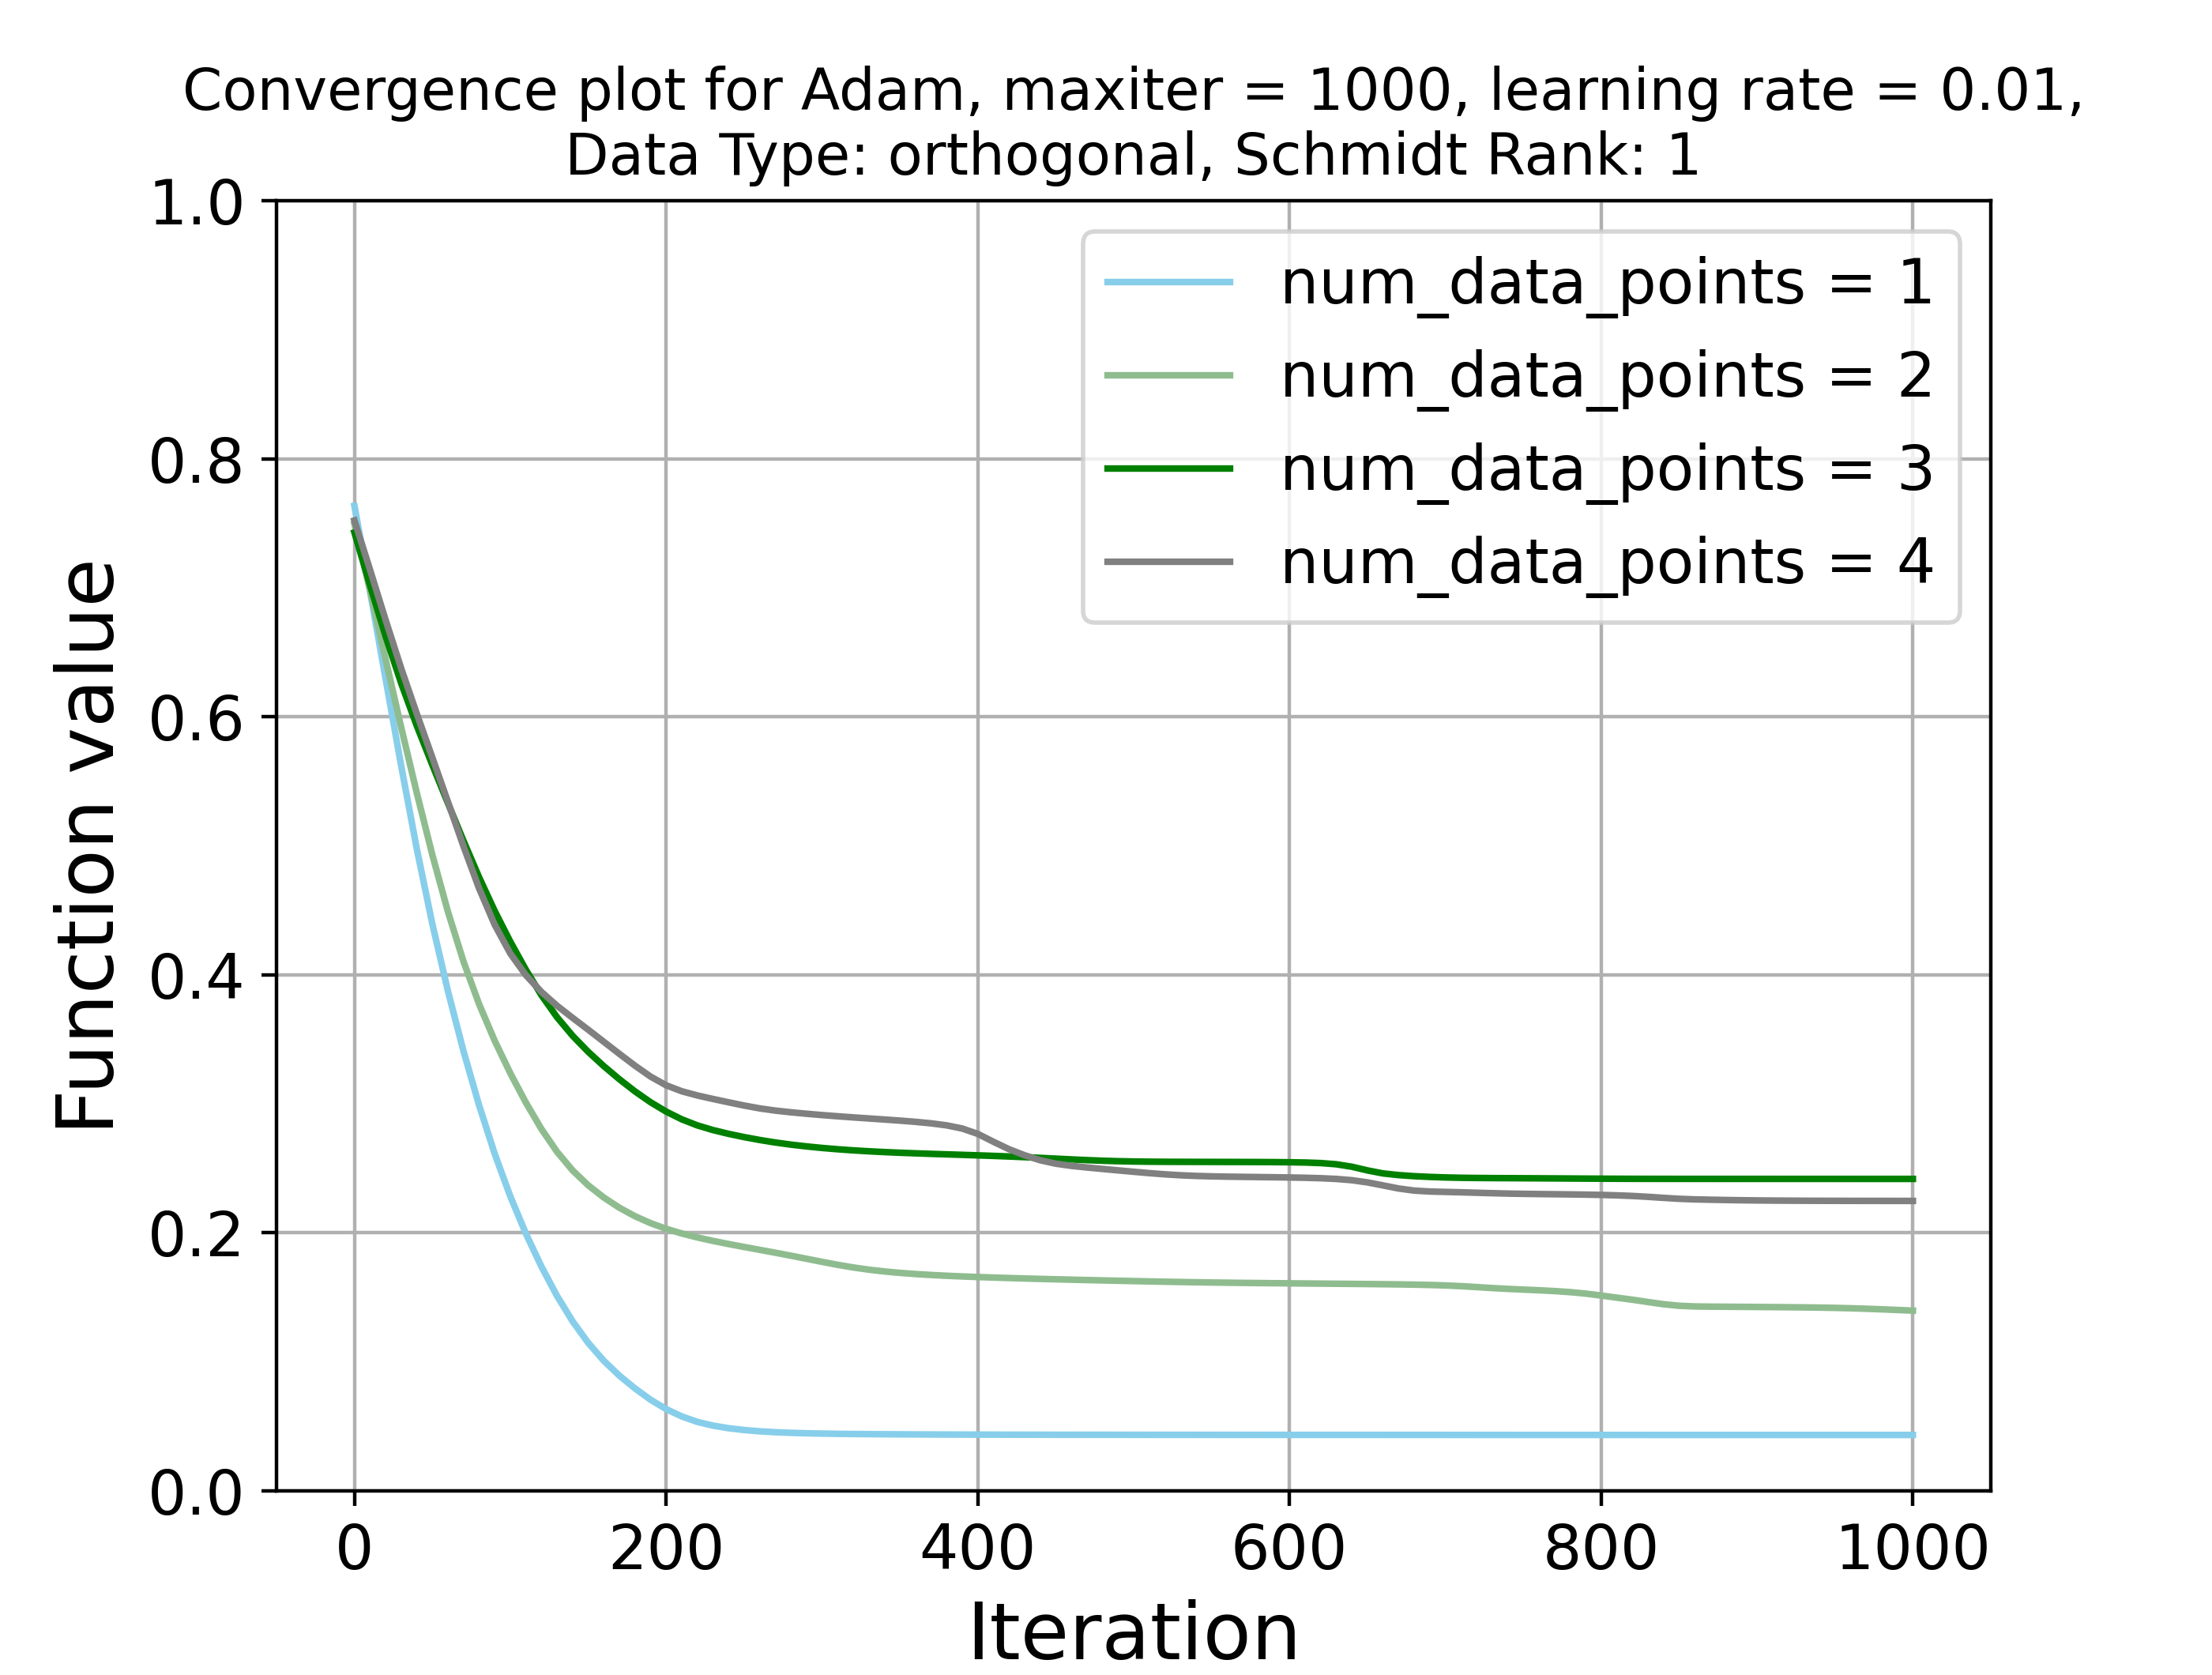 Convergence plot for Adam, maxiter = 1000, learning rate = 0.01,
Data Type: orthogonal, Schmidt Rank: 1
1.0
0.8
0.6
0.4
0.2
0.0
Function value
num_data_points = 1
num_data_points = 2
num_data_points = 3
num_data_points = 4
0 200 400 600 800 1000
Iteration